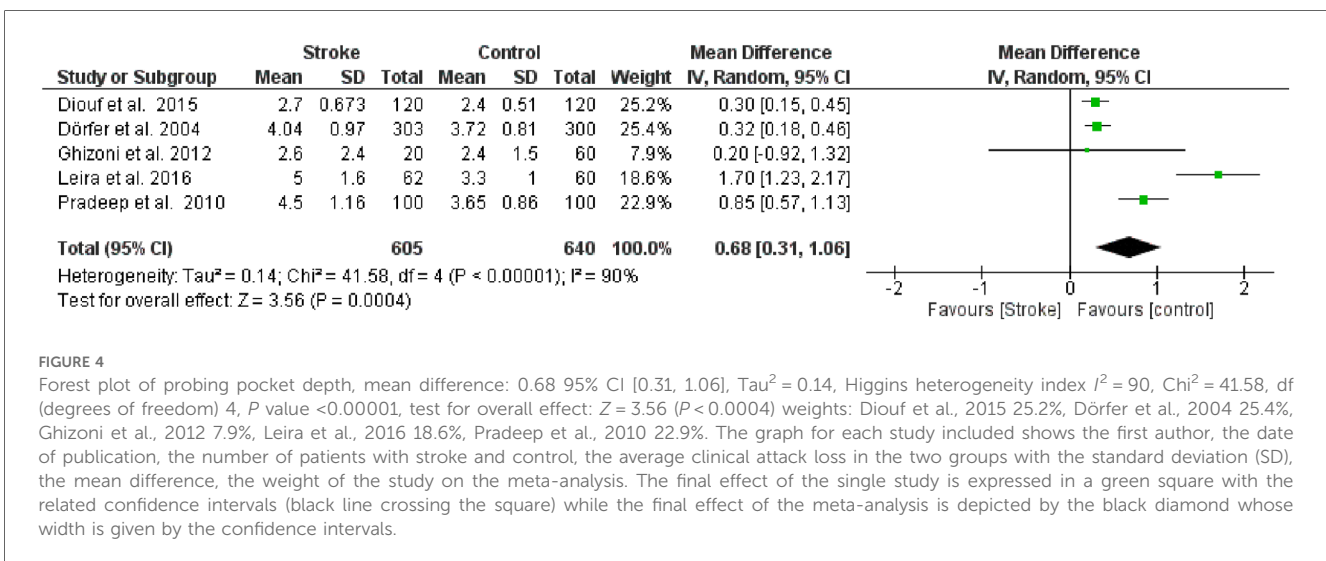 Stroke Control Mean Difference Mean Difference
Study or Subgroup Mean SD Total Mean SD Total Weight IV, Random, 95% CI IV, Random, 95% CI
Diouf et al. 2015 2.7 0.673 120 2.4 0.51 120 25.2% 0.30 [0.15, 0.45]
Dörfer et al. 2004 4.04 0.97 303 3.72 0.81 300 25.4% 0.32 [0.18, 0.46]
Ghizoni et al. 2012 2.6 2.4 20 2.4 1.5 60 7.9% 0.20 [-0.92, 1.32]
Leira et al. 2016 5 1.6 62 3.3 1 60 18.6% 1.70 [1.23, 2.17]
Pradeep et al. 2010 4.5 1.16 100 3.65 0.86 100 22.9% 0.85 [0.57, 1.13]
Total (95% CI) 605 640 100.0% 0.68 [0.31, 1.06]
Heterogeneity: Tau² = 0.14; Chi² = 41.58, df = 4 (P < 0.00001); I² = 90%
Test for overall effect: Z = 3.56 (P = 0.0004)
-2 -1 0 1 2
Favours [Stroke] Favours [control]
FIGURE 4
Forest plot of probing pocket depth, mean difference: 0.68 95% CI [0.31, 1.06], Tau² = 0.14, Higgins heterogeneity index I² = 90, Chi² = 41.58, df
(degrees of freedom) 4, P value <0.00001, test for overall effect: Z = 3.56 (P < 0.0004) weights: Diouf et al., 2015 25.2%, Dörfer et al., 2004 25.4%,
Ghizoni et al., 2012 7.9%, Leira et al., 2016 18.6%, Pradeep et al., 2010 22.9%. The graph for each study included shows the first author, the date
of publication, the number of patients with stroke and control, the average clinical attack loss in the two groups with the standard deviation (SD),
the mean difference, the weight of the study on the meta-analysis. The final effect of the single study is expressed in a green square with the
related confidence intervals (black line crossing the square) while the final effect of the meta-analysis is depicted by the black diamond whose
width is given by the confidence intervals.